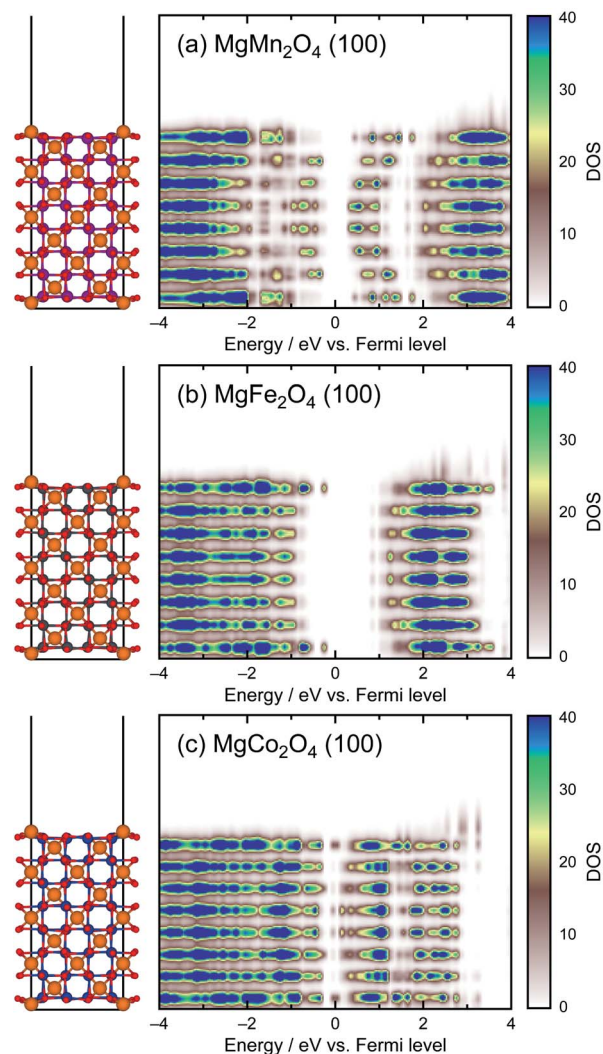 (a) MgMn₂O₄ (100)
40
30
20
10
0
DOS
−4 −2 0 2 4
Energy / eV vs. Fermi level
(b) MgFe₂O₄ (100)
40
30
20
10
0
DOS
−4 −2 0 2 4
Energy / eV vs. Fermi level
(c) MgCo₂O₄ (100)
40
30
20
10
0
DOS
−4 −2 0 2 4
Energy / eV vs. Fermi level